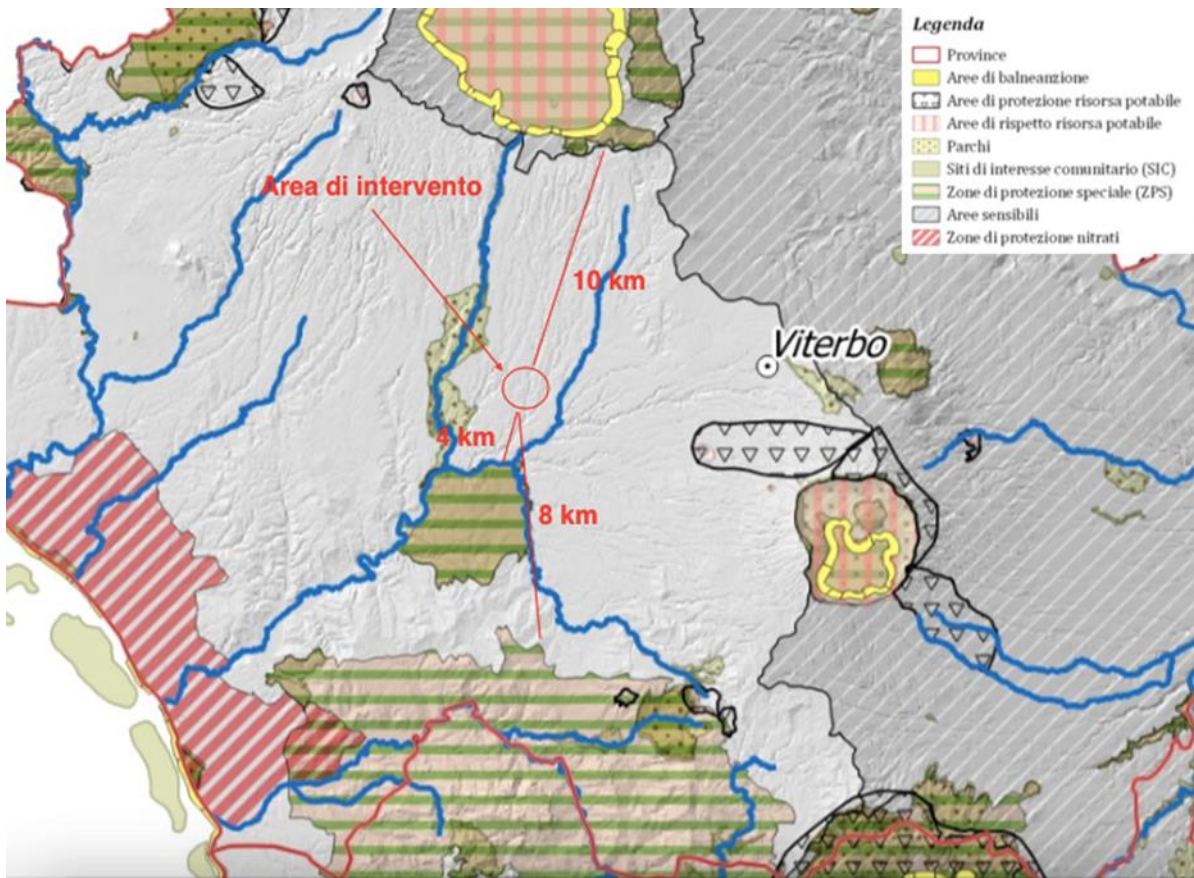 Legenda
Province
Aree di balneanzione
Aree di protezione risorsa potabile
Aree di rispetto risorsa potabile
Parchi
Siti di interesse comunitario (SIC)
Zone di protezione speciale (ZPS)
Aree sensibili
Zone di protezione nitrati
Area di intervento
10 km
Viterbo
4 km
8 km